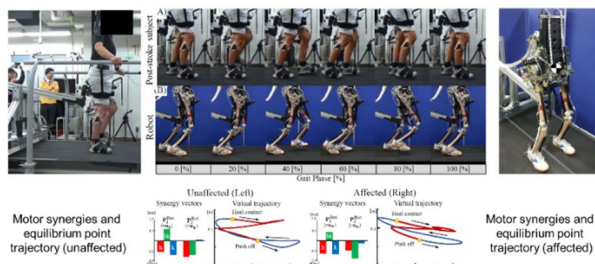 A)
Post-stroke subject
(B)
Robot
0 [%] 20 [%] 40 [%] 60 [%] 80 [%] 100 [%]
Gait Phase [%]
Unaffected (Left) Affected (Right)
Synergy vectors Virtual trajectory Synergy vectors Virtual trajectory
Heel contact Heel contact
Push off Push off
Motor synergies and
equilibrium point
trajectory (unaffected)
Motor synergies and
equilibrium point
trajectory (affected)